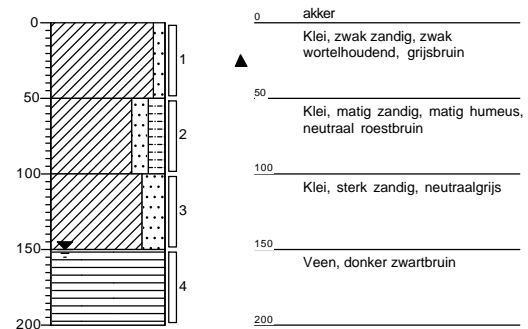 0
50
100
150
200
1
2
3
4
0 akker
Klei, zwak zandig, zwak
wortelhoudend, grijsbruin
50
Klei, matig zandig, matig humeus,
neutraal roestbruin
100
Klei, sterk zandig, neutraalgrijs
150
Veen, donker zwartbruin
200